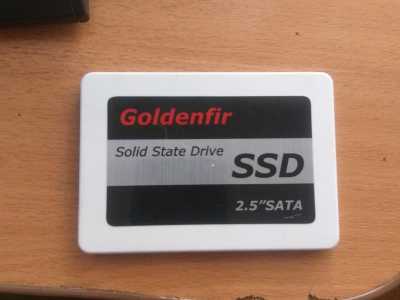 Goldenfir
Solid State Drive
SSD
2.5"SATA